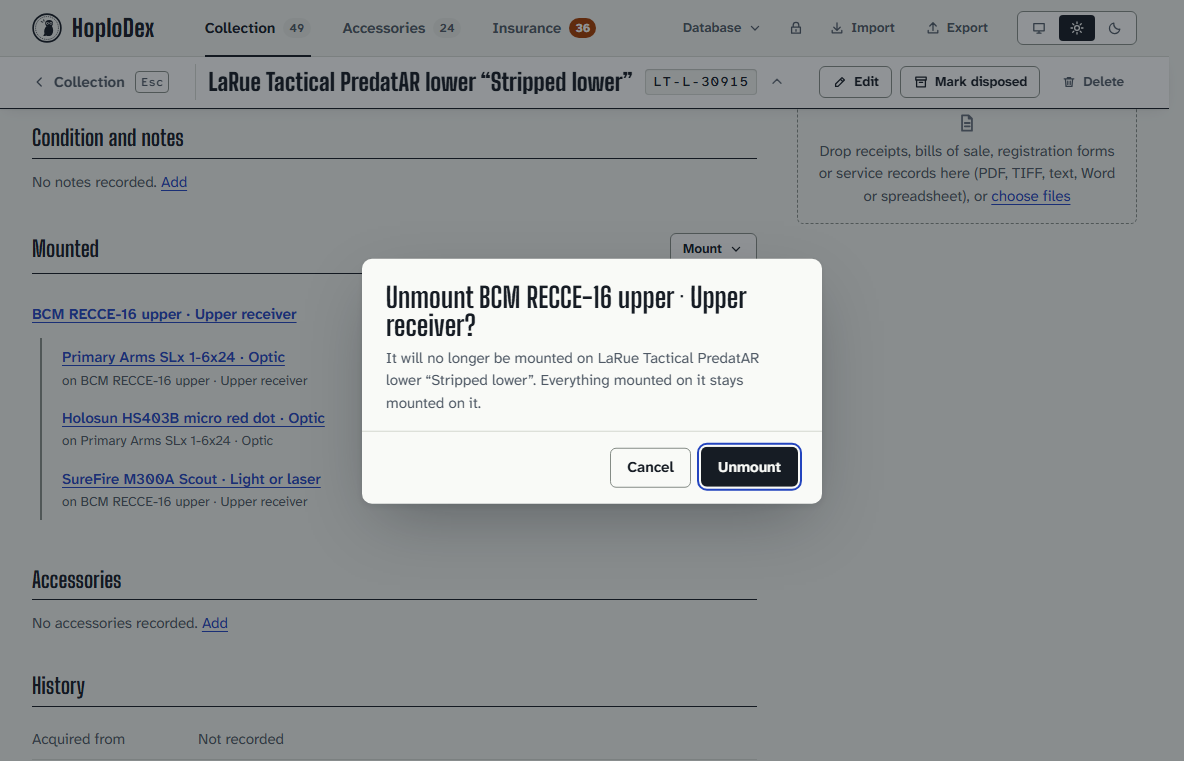 HoploDex
Collection 49
Accessories 24
Insurance 36
Database
Import
Export
Collection Esc
LaRue Tactical PredatAR lower “Stripped lower”
LT-L-30915
Edit
Mark disposed
Delete
Condition and notes
No notes recorded. Add
Drop receipts, bills of sale, registration forms
or service records here (PDF, TIFF, text, Word
or spreadsheet), or choose files
Mounted
Mount
BCM RECCE-16 upper · Upper receiver
Primary Arms SLx 1-6x24 · Optic
on BCM RECCE-16 upper · Upper receiver
Holosun HS403B micro red dot · Optic
on Primary Arms SLx 1-6x24 · Optic
SureFire M300A Scout · Light or laser
on BCM RECCE-16 upper · Upper receiver
Unmount BCM RECCE-16 upper · Upper
receiver?
It will no longer be mounted on LaRue Tactical PredatAR
lower “Stripped lower”. Everything mounted on it stays
mounted on it.
Cancel
Unmount
Accessories
No accessories recorded. Add
History
Acquired from Not recorded